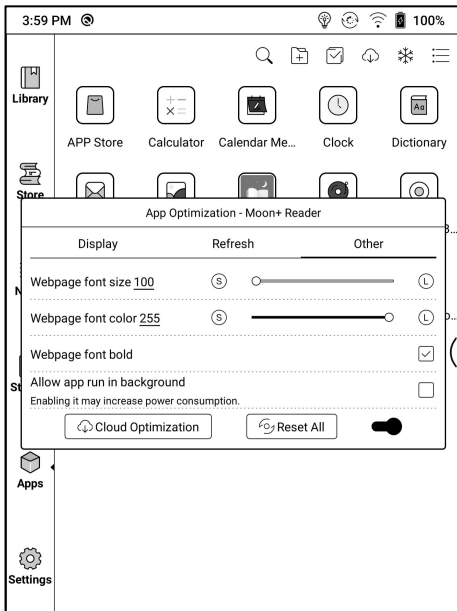 3:59 PM
100%
Library
APP Store
Calculator
Calendar Me...
Clock
Dictionary
Aα
Store
App Optimization - Moon+ Reader
Display
Refresh
Other
Webpage font size 100
S
L
Webpage font color 255
S
L
Webpage font bold
Allow app run in background
Enabling it may increase power consumption.
Cloud Optimization
Reset All
Apps
Settings